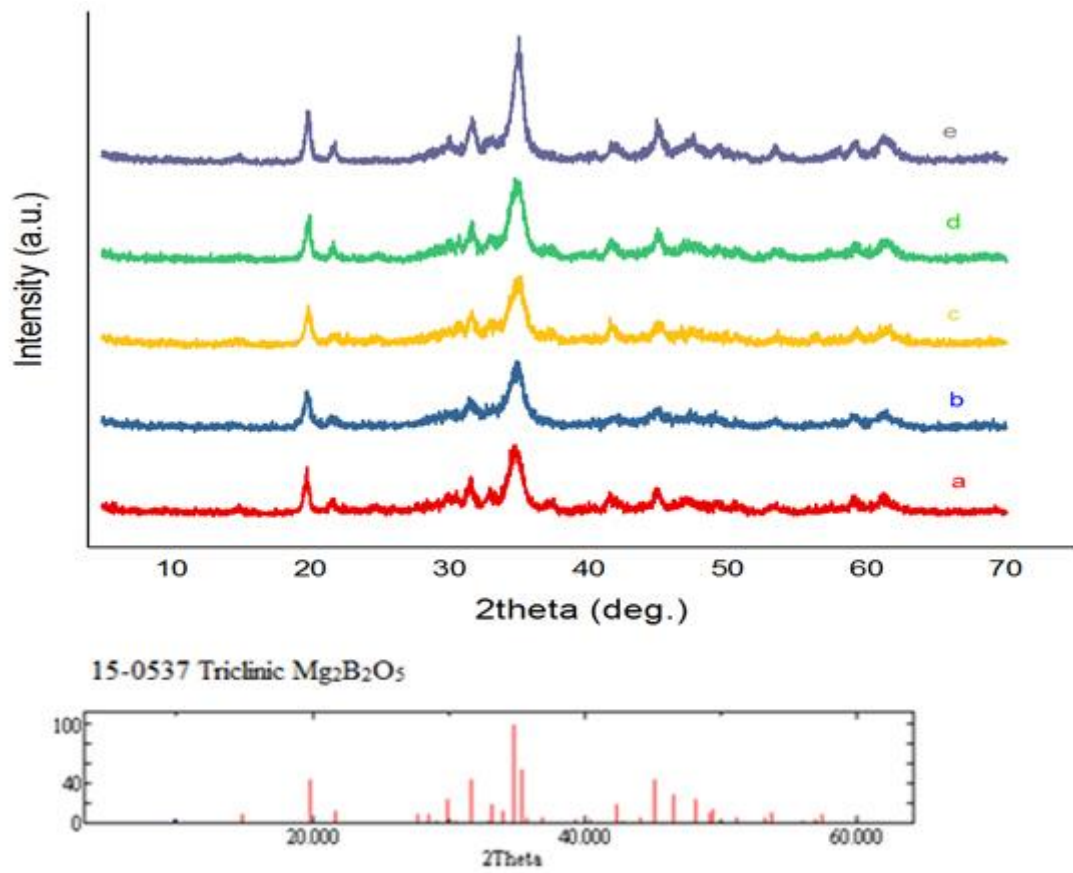 Intensity (a.u.)
e
d
c
b
a
10 20 30 40 50 60 70
2theta (deg.)
15-0537 Triclinic Mg₂B₂O₅
100
40
0
20.000 40.000 60.000
2Theta